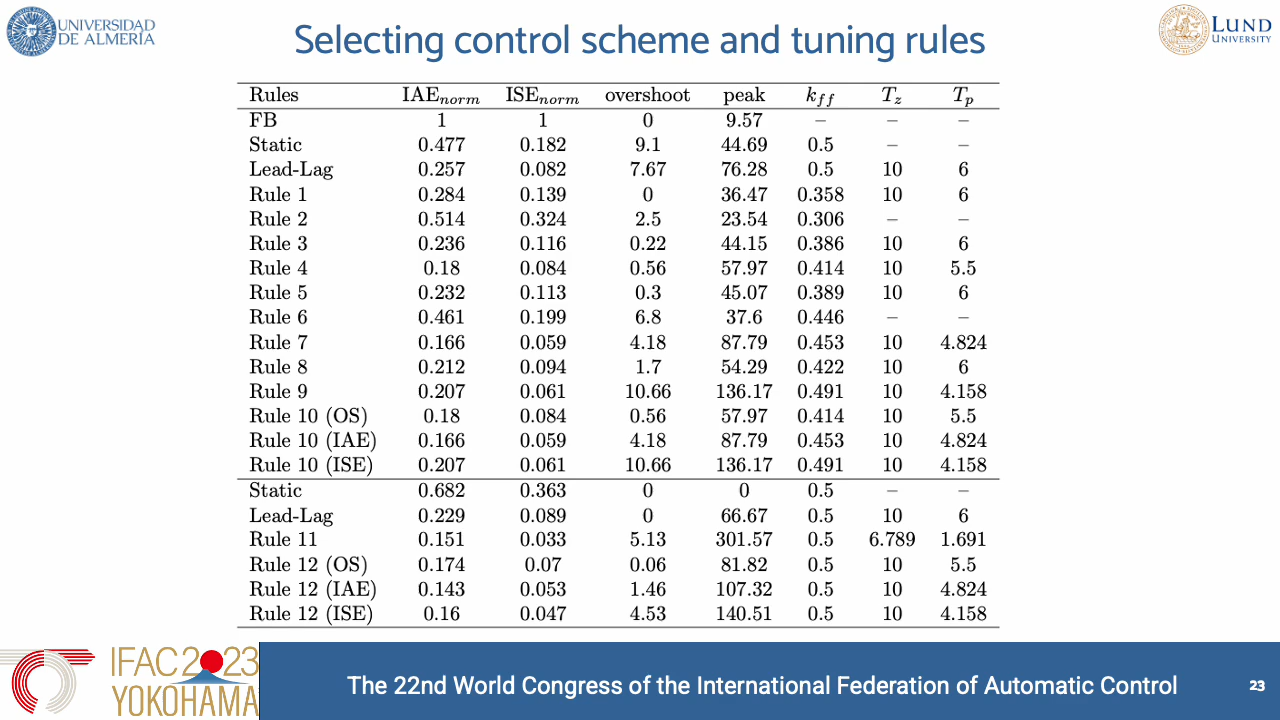 UNIVERSIDAD
DE ALMERÍA
Selecting control scheme and tuning rules
LUND
UNIVERSITY
Rules IAE_norm ISE_norm overshoot peak k_ff T_z T_p
FB 1 1 0 9.57 – – –
Static 0.477 0.182 9.1 44.69 0.5 – –
Lead-Lag 0.257 0.082 7.67 76.28 0.5 10 6
Rule 1 0.284 0.139 0 36.47 0.358 10 6
Rule 2 0.514 0.324 2.5 23.54 0.306 – –
Rule 3 0.236 0.116 0.22 44.15 0.386 10 6
Rule 4 0.18 0.084 0.56 57.97 0.414 10 5.5
Rule 5 0.232 0.113 0.3 45.07 0.389 10 6
Rule 6 0.461 0.199 6.8 37.6 0.446 – –
Rule 7 0.166 0.059 4.18 87.79 0.453 10 4.824
Rule 8 0.212 0.094 1.7 54.29 0.422 10 6
Rule 9 0.207 0.061 10.66 136.17 0.491 10 4.158
Rule 10 (OS) 0.18 0.084 0.56 57.97 0.414 10 5.5
Rule 10 (IAE) 0.166 0.059 4.18 87.79 0.453 10 4.824
Rule 10 (ISE) 0.207 0.061 10.66 136.17 0.491 10 4.158
Static 0.682 0.363 0 0 0.5 – –
Lead-Lag 0.229 0.089 0 66.67 0.5 10 6
Rule 11 0.151 0.033 5.13 301.57 0.5 6.789 1.691
Rule 12 (OS) 0.174 0.07 0.06 81.82 0.5 10 5.5
Rule 12 (IAE) 0.143 0.053 1.46 107.32 0.5 10 4.824
Rule 12 (ISE) 0.16 0.047 4.53 140.51 0.5 10 4.158
IFAC 2023
YOKOHAMA
The 22nd World Congress of the International Federation of Automatic Control
23